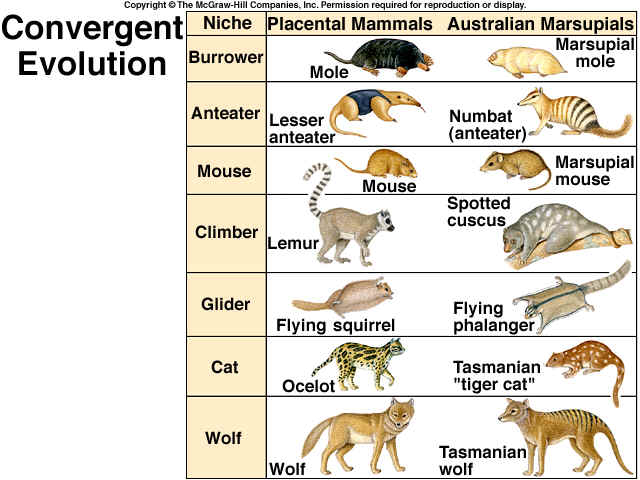 Copyright © The McGraw-Hill Companies, Inc. Permission required for reproduction or display.
Convergent
Evolution
Niche Placental Mammals Australian Marsupials
Burrower
Mole
Marsupial
mole
Anteater
Lesser
anteater
Numbat
(anteater)
Mouse
Mouse
Marsupial
mouse
Climber
Lemur
Spotted
cuscus
Glider
Flying squirrel
Flying
phalanger
Cat
Ocelot
Tasmanian
"tiger cat"
Wolf
Wolf
Tasmanian
wolf